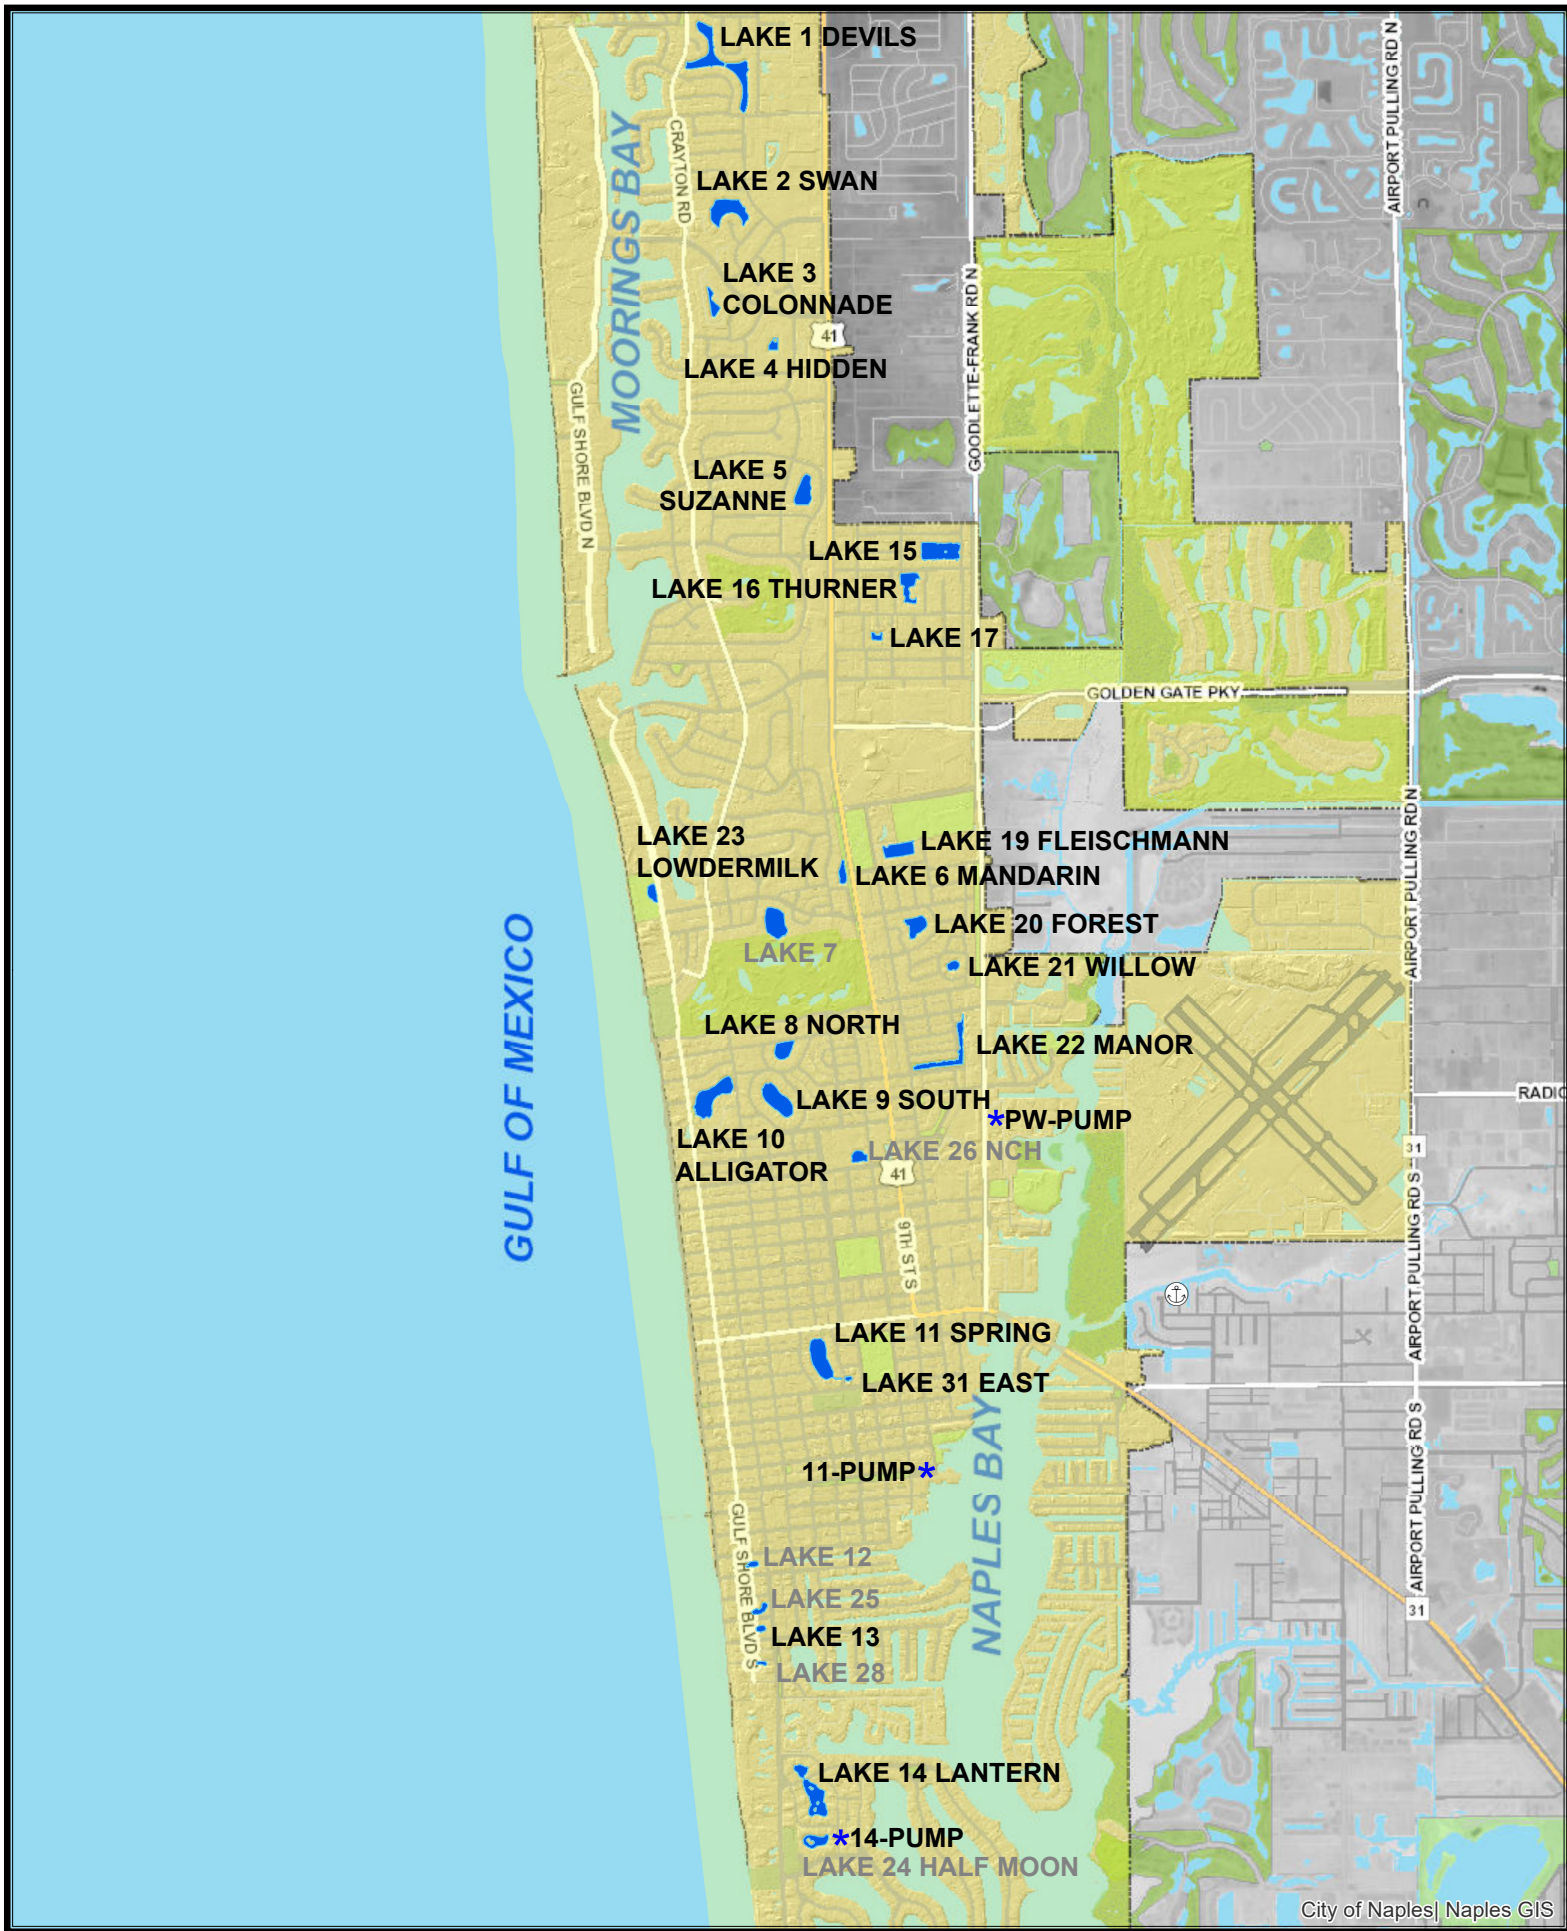 LAKE 1 DEVILS
AIRPORT PULLING RD N
CRAYTON RD
MOORINGS BAY
LAKE 2 SWAN
LAKE 3
COLONNADE
GOODLETTE-FRANK RD N
41
LAKE 4 HIDDEN
GULF SHORE BLVD N
LAKE 5
SUZANNE
LAKE 15
LAKE 16 THURNER
LAKE 17
GOLDEN GATE PKY
AIRPORT PULLING RD N
LAKE 23
LOWDERMILK
LAKE 19 FLEISCHMANN
LAKE 6 MANDARIN
LAKE 20 FOREST
LAKE 7
LAKE 21 WILLOW
GULF OF MEXICO
LAKE 8 NORTH
LAKE 22 MANOR
LAKE 9 SOUTH
RADIO
*PW-PUMP
LAKE 10
ALLIGATOR
LAKE 26 NCH
41
31
AIRPORT PULLING RD S
9TH ST S
LAKE 11 SPRING
LAKE 31 EAST
NAPLES BAY
AIRPORT PULLING RD S
11-PUMP*
GULF SHORE BLVD S
LAKE 12
LAKE 25
31
LAKE 13
LAKE 28
LAKE 14 LANTERN
*14-PUMP
LAKE 24 HALF MOON
City of Naples| Naples GIS